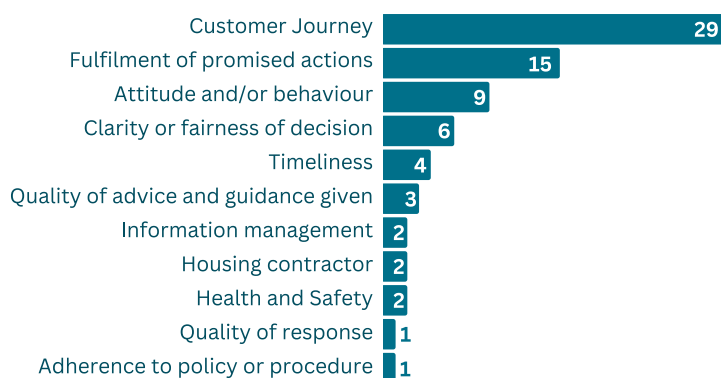 Customer Journey 29
Fulfilment of promised actions 15
Attitude and/or behaviour 9
Clarity or fairness of decision 6
Timeliness 4
Quality of advice and guidance given 3
Information management 2
Housing contractor 2
Health and Safety 2
Quality of response 1
Adherence to policy or procedure 1